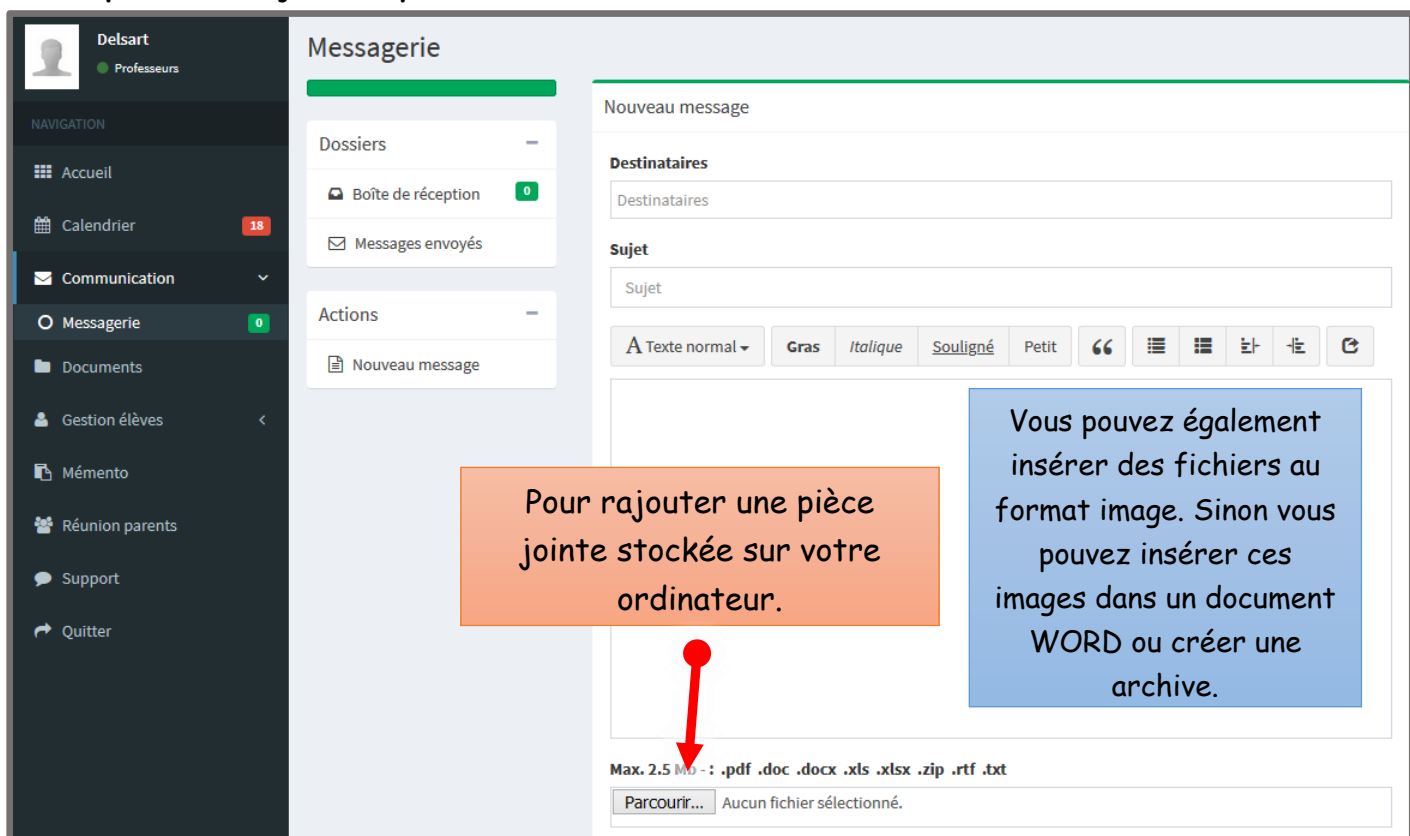 Delsart
Professeurs
NAVIGATION
Accueil
Calendrier 18
Communication
Messagerie 0
Documents
Gestion élèves
Mémento
Réunion parents
Support
Quitter
Messagerie
Dossiers
Boîte de réception 0
Messages envoyés
Actions
Nouveau message
Nouveau message
Destinataires
Destinataires
Sujet
Sujet
A Texte normal Gras Italique Souligné Petit
Vous pouvez également
insérer des fichiers au
format image. Sinon vous
pouvez insérer ces
images dans un document
WORD ou créer une
archive.
Pour rajouter une pièce
jointe stockée sur votre
ordinateur.
Max. 2.5 Mo - : .pdf .doc .docx .xls .xlsx .zip .rtf .txt
Parcourir... Aucun fichier sélectionné.